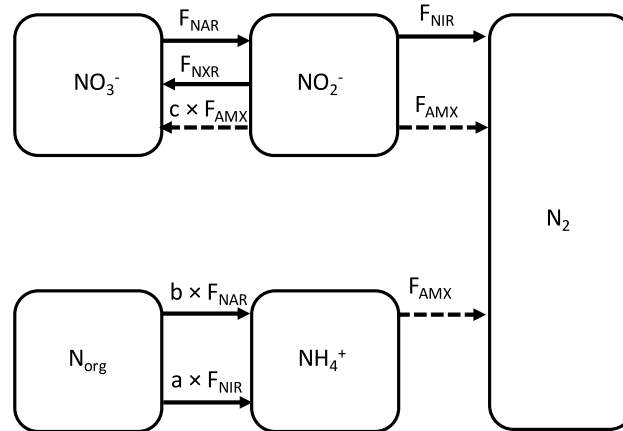 F_NAR
F_NIR
NO₃⁻
F_NXR
NO₂⁻
c × F_AMX
F_AMX
N₂
b × F_NAR
F_AMX
N_org
NH₄⁺
a × F_NIR